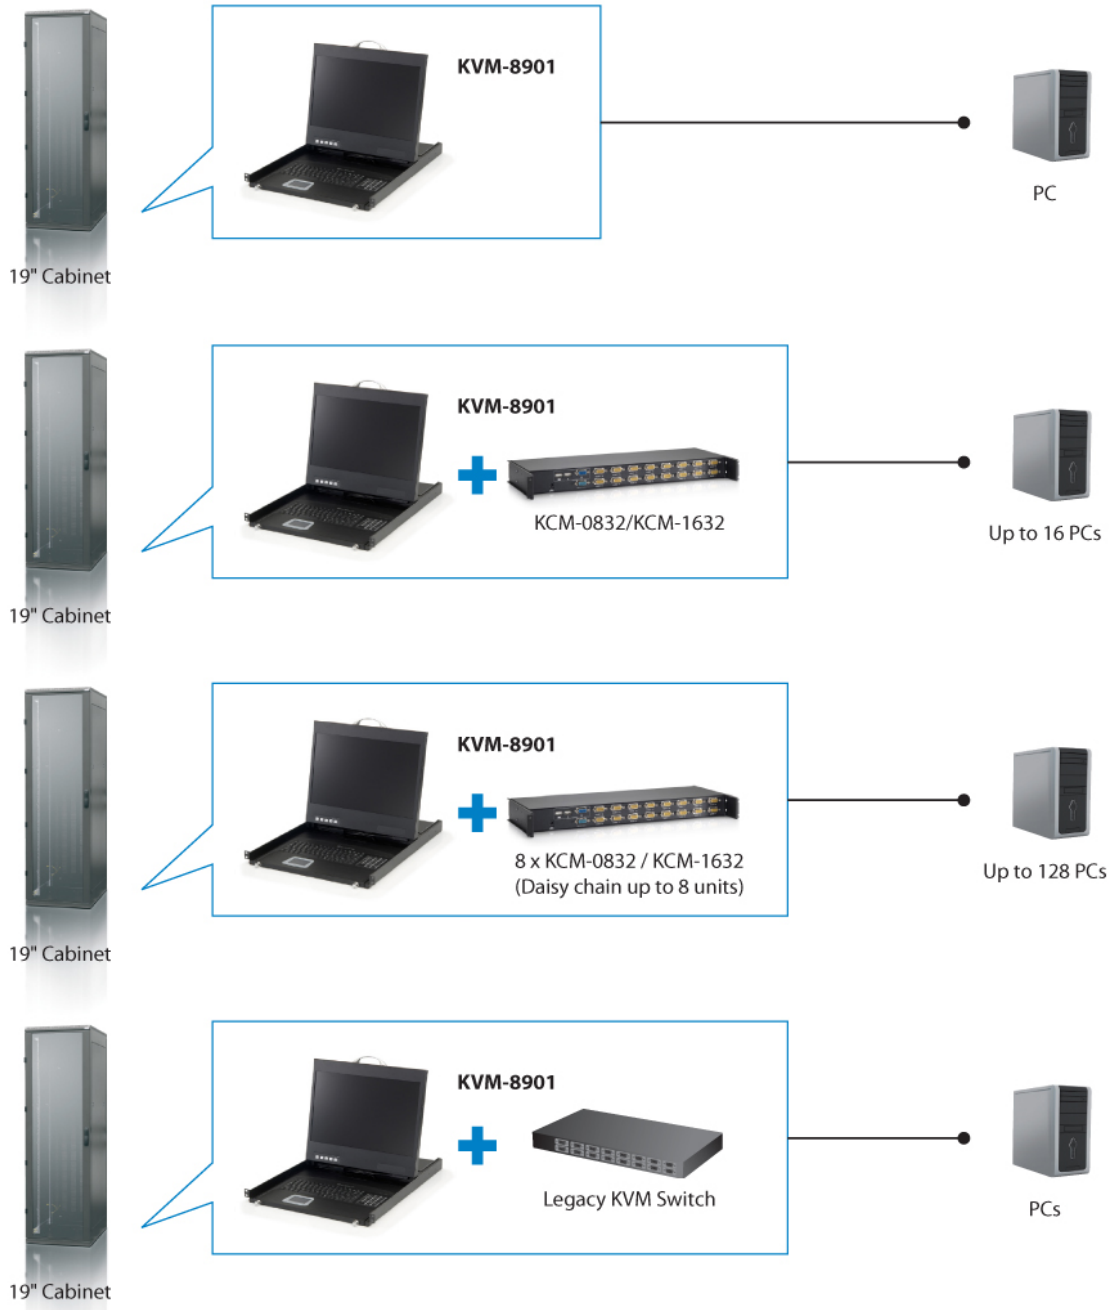 KVM-8901
PC
19" Cabinet
KVM-8901
KCM-0832/KCM-1632
Up to 16 PCs
19" Cabinet
KVM-8901
8 x KCM-0832 / KCM-1632
(Daisy chain up to 8 units)
Up to 128 PCs
19" Cabinet
KVM-8901
Legacy KVM Switch
PCs
19" Cabinet